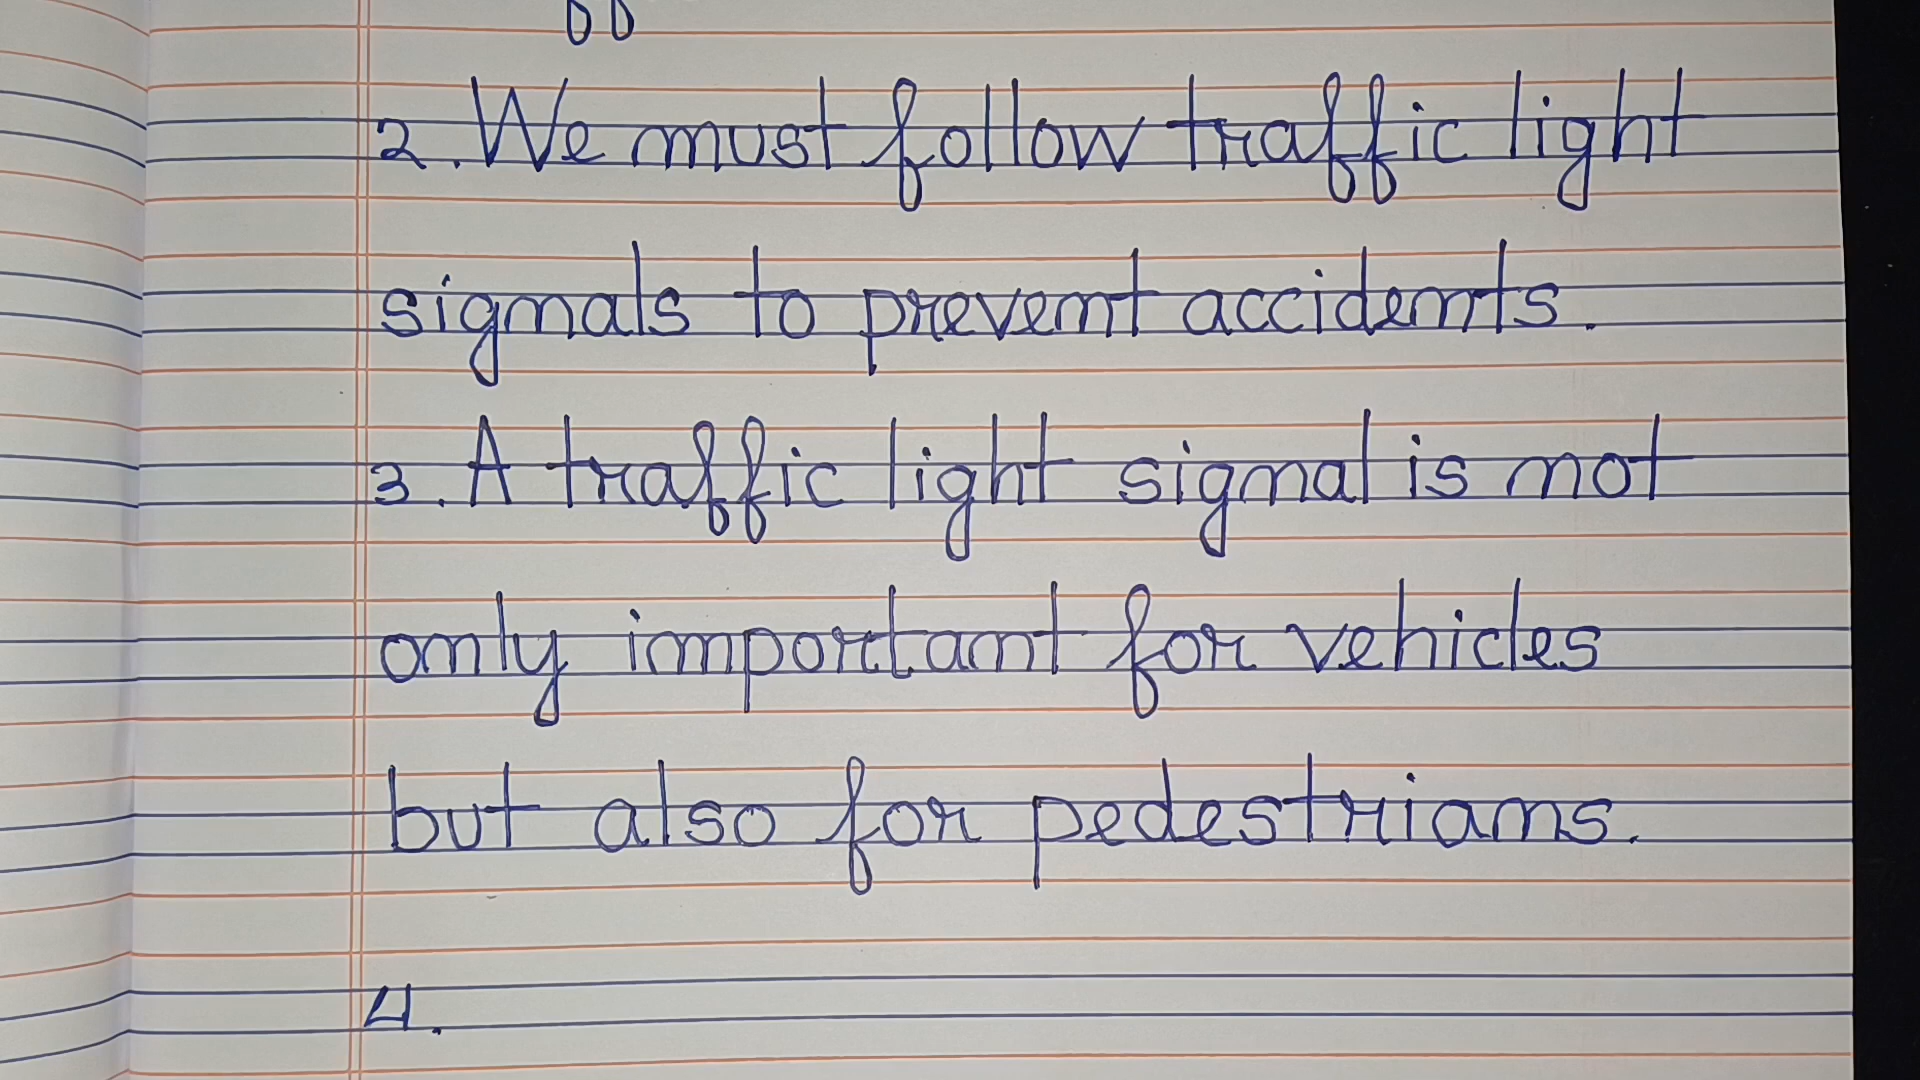 2. We must follow traffic light
signals to prevent accidents.
3. A traffic light signal is not
only important for vehicles
but also for pedestrians.
4.